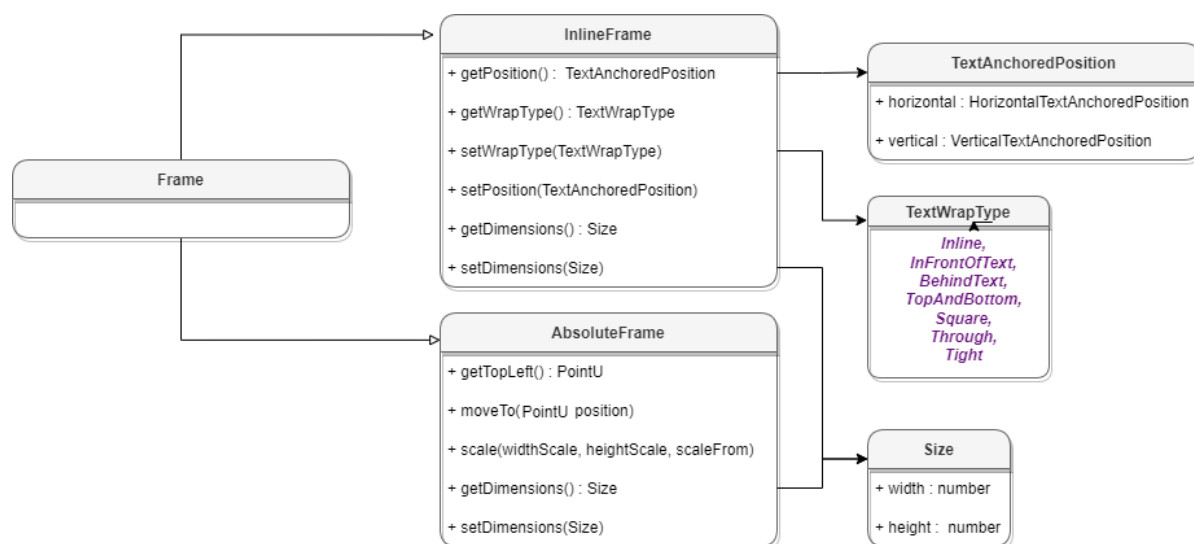 Frame
InlineFrame
+ getPosition() :  TextAnchoredPosition
+ getWrapType() : TextWrapType
+ setWrapType(TextWrapType)
+ setPosition(TextAnchoredPosition)
+ getDimensions() : Size
+ setDimensions(Size)
AbsoluteFrame
+ getTopLeft() : PointU
+ moveTo(PointU position)
+ scale(widthScale, heightScale, scaleFrom)
+ getDimensions() : Size
+ setDimensions(Size)
TextAnchoredPosition
+ horizontal : HorizontalTextAnchoredPosition
+ vertical : VerticalTextAnchoredPosition
TextWrapType
Inline,
InFrontOfText,
BehindText,
TopAndBottom,
Square,
Through,
Tight
Size
+ width : number
+ height :  number